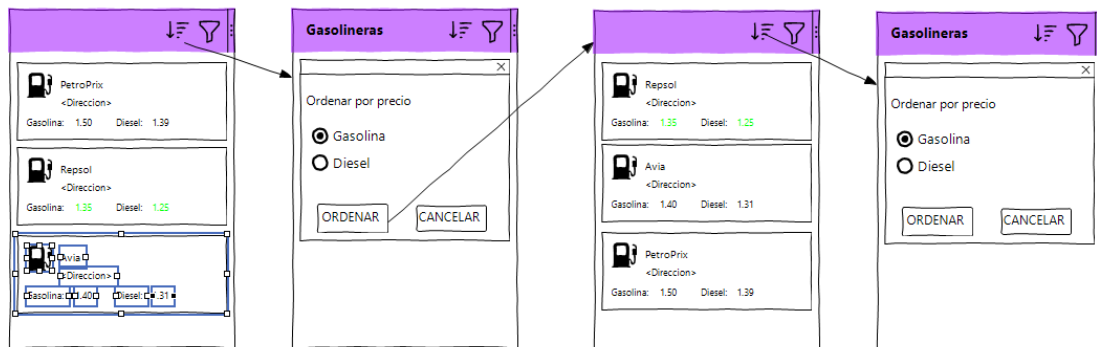 PetroPrix
<Direccion>
Gasolina: 1.50 Diesel: 1.39
Repsol
<Direccion>
Gasolina: 1.35 Diesel: 1.25
Avia
<Direccion>
Gasolina: 1.40 Diesel: 1.31
Gasolineras
Ordenar por precio
Gasolina
Diesel
ORDENAR CANCELAR
Repsol
<Direccion>
Gasolina: 1.35 Diesel: 1.25
Avia
<Direccion>
Gasolina: 1.40 Diesel: 1.31
PetroPrix
<Direccion>
Gasolina: 1.50 Diesel: 1.39
Gasolineras
Ordenar por precio
Gasolina
Diesel
ORDENAR CANCELAR